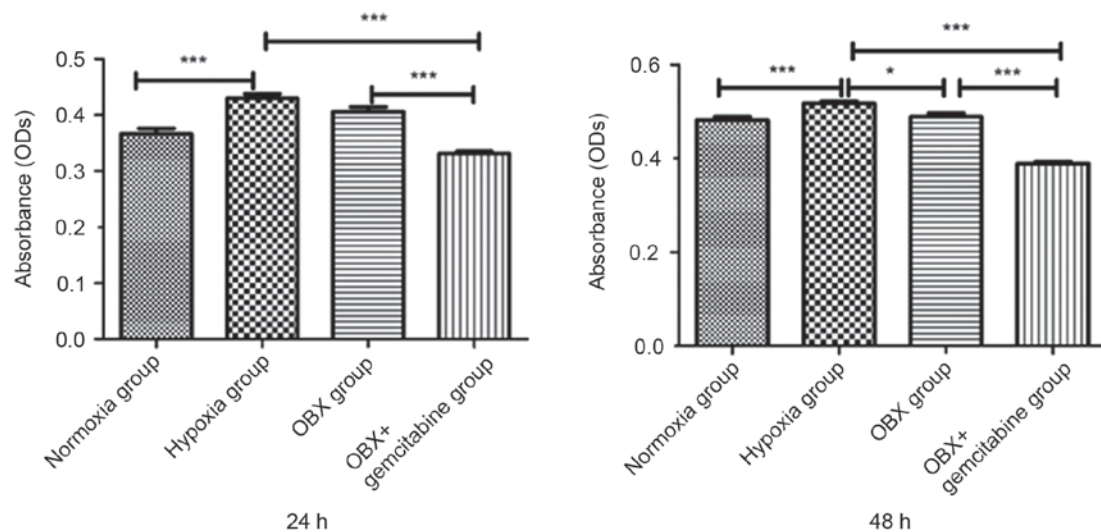 ***
***
***
0.5
0.4
0.3
0.2
0.1
0.0
Absorbance (ODs)
Normoxia group
Hypoxia group
OBX group
OBX+
gemcitabine group
24 h
***
***
*
***
0.6
0.4
0.2
0.0
Absorbance (ODs)
Normoxia group
Hypoxia group
OBX group
OBX+
gemcitabine group
48 h